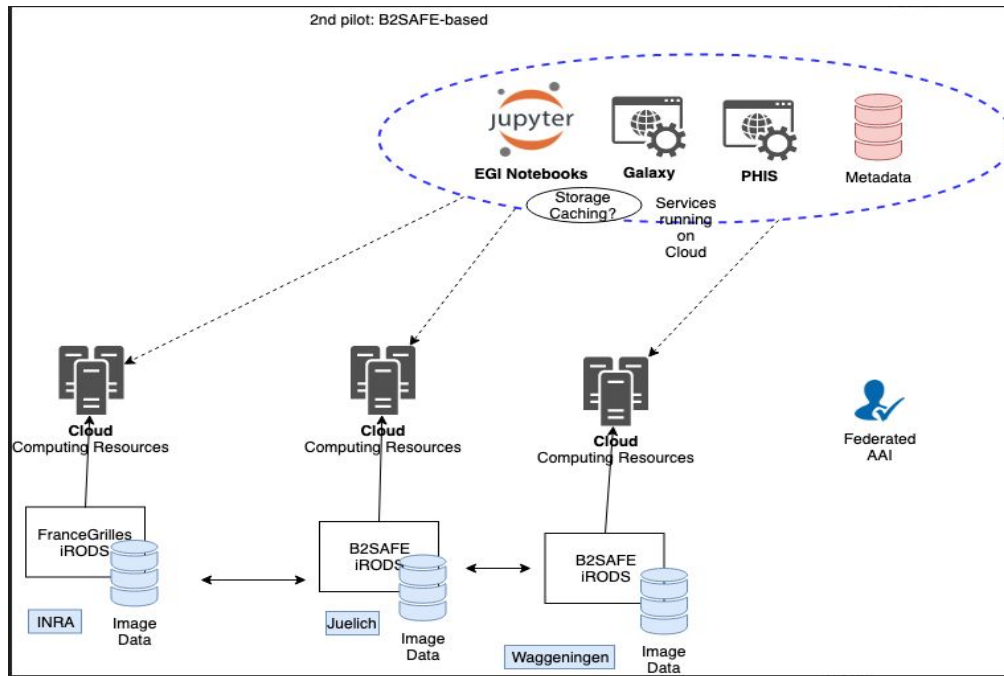 2nd pilot: B2SAFE-based
jupyter
EGI Notebooks
Galaxy
PHIS
Metadata
Storage
Caching?
Services
running
on
Cloud
Cloud
Computing Resources
Cloud
Computing Resources
Cloud
Computing Resources
Federated
AAI
FranceGrilles
iRODS
INRA
Image
Data
B2SAFE
iRODS
Juelich
Image
Data
B2SAFE
iRODS
Waggeningen
Image
Data